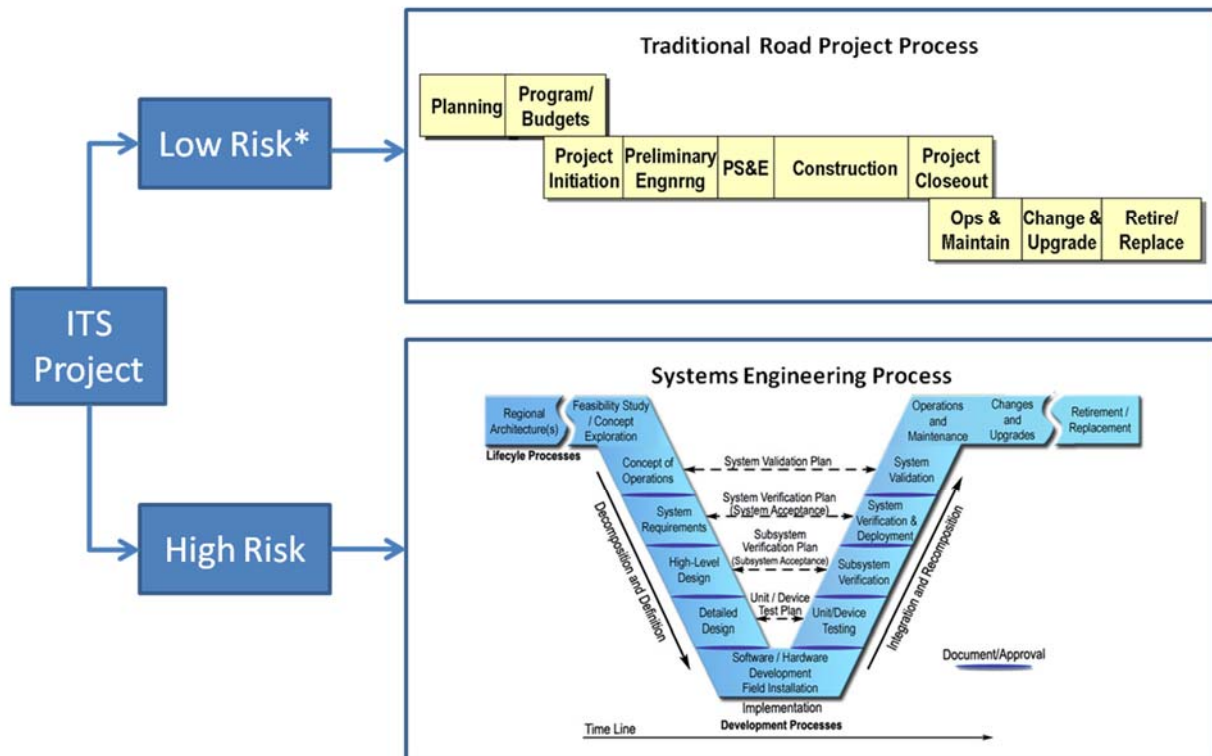 Traditional Road Project Process
Planning
Program/
Budgets
Project
Initiation
Preliminary
Engnrng
PS&E
Construction
Project
Closeout
Ops &
Maintain
Change &
Upgrade
Retire/
Replace
Low Risk*
ITS
Project
High Risk
Systems Engineering Process
Regional
Architecture(s)
Feasibility Study
/ Concept
Exploration
Operations
and
Maintenance
Changes
and
Upgrades
Retirement /
Replacement
Lifecyle Processes
Concept of
Operations
System Validation Plan
System
Validation
System
Requirements
System Verification Plan
(System Acceptance)
System
Verification &
Deployment
High-Level
Design
Subsystem
Verification Plan
(Subsystem Acceptance)
Subsystem
Verification
Detailed
Design
Unit / Device
Test Plan
Unit/Device
Testing
Decomposition and Definition
Integration and Recomposition
Software / Hardware
Development
Field Installation
Implementation
Document/Approval
Time Line
Development Processes